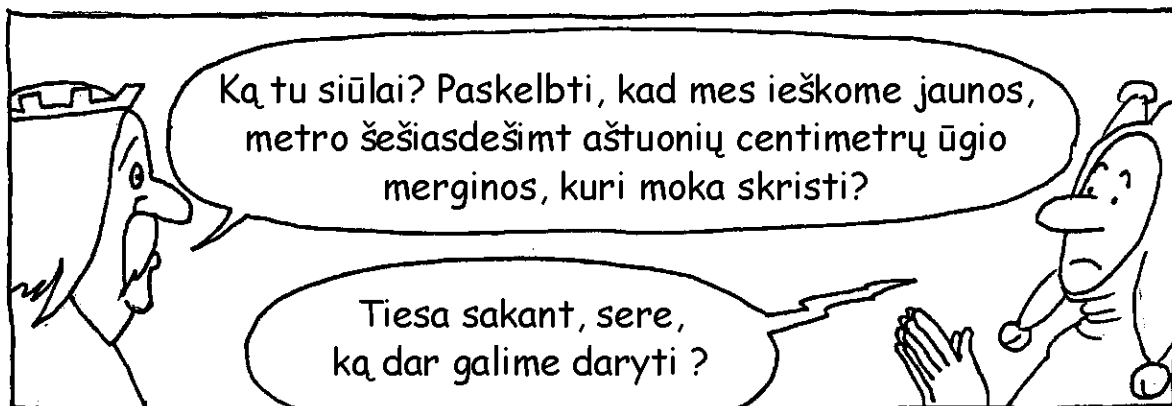 Ką tu siūlai? Paskelbti, kad mes ieškome jaunos,
metro šešiasdešimt aštuonių centimetrų ūgio
merginos, kuri moka skristi?
Tiesa sakant, sere,
ką dar galime daryti ?